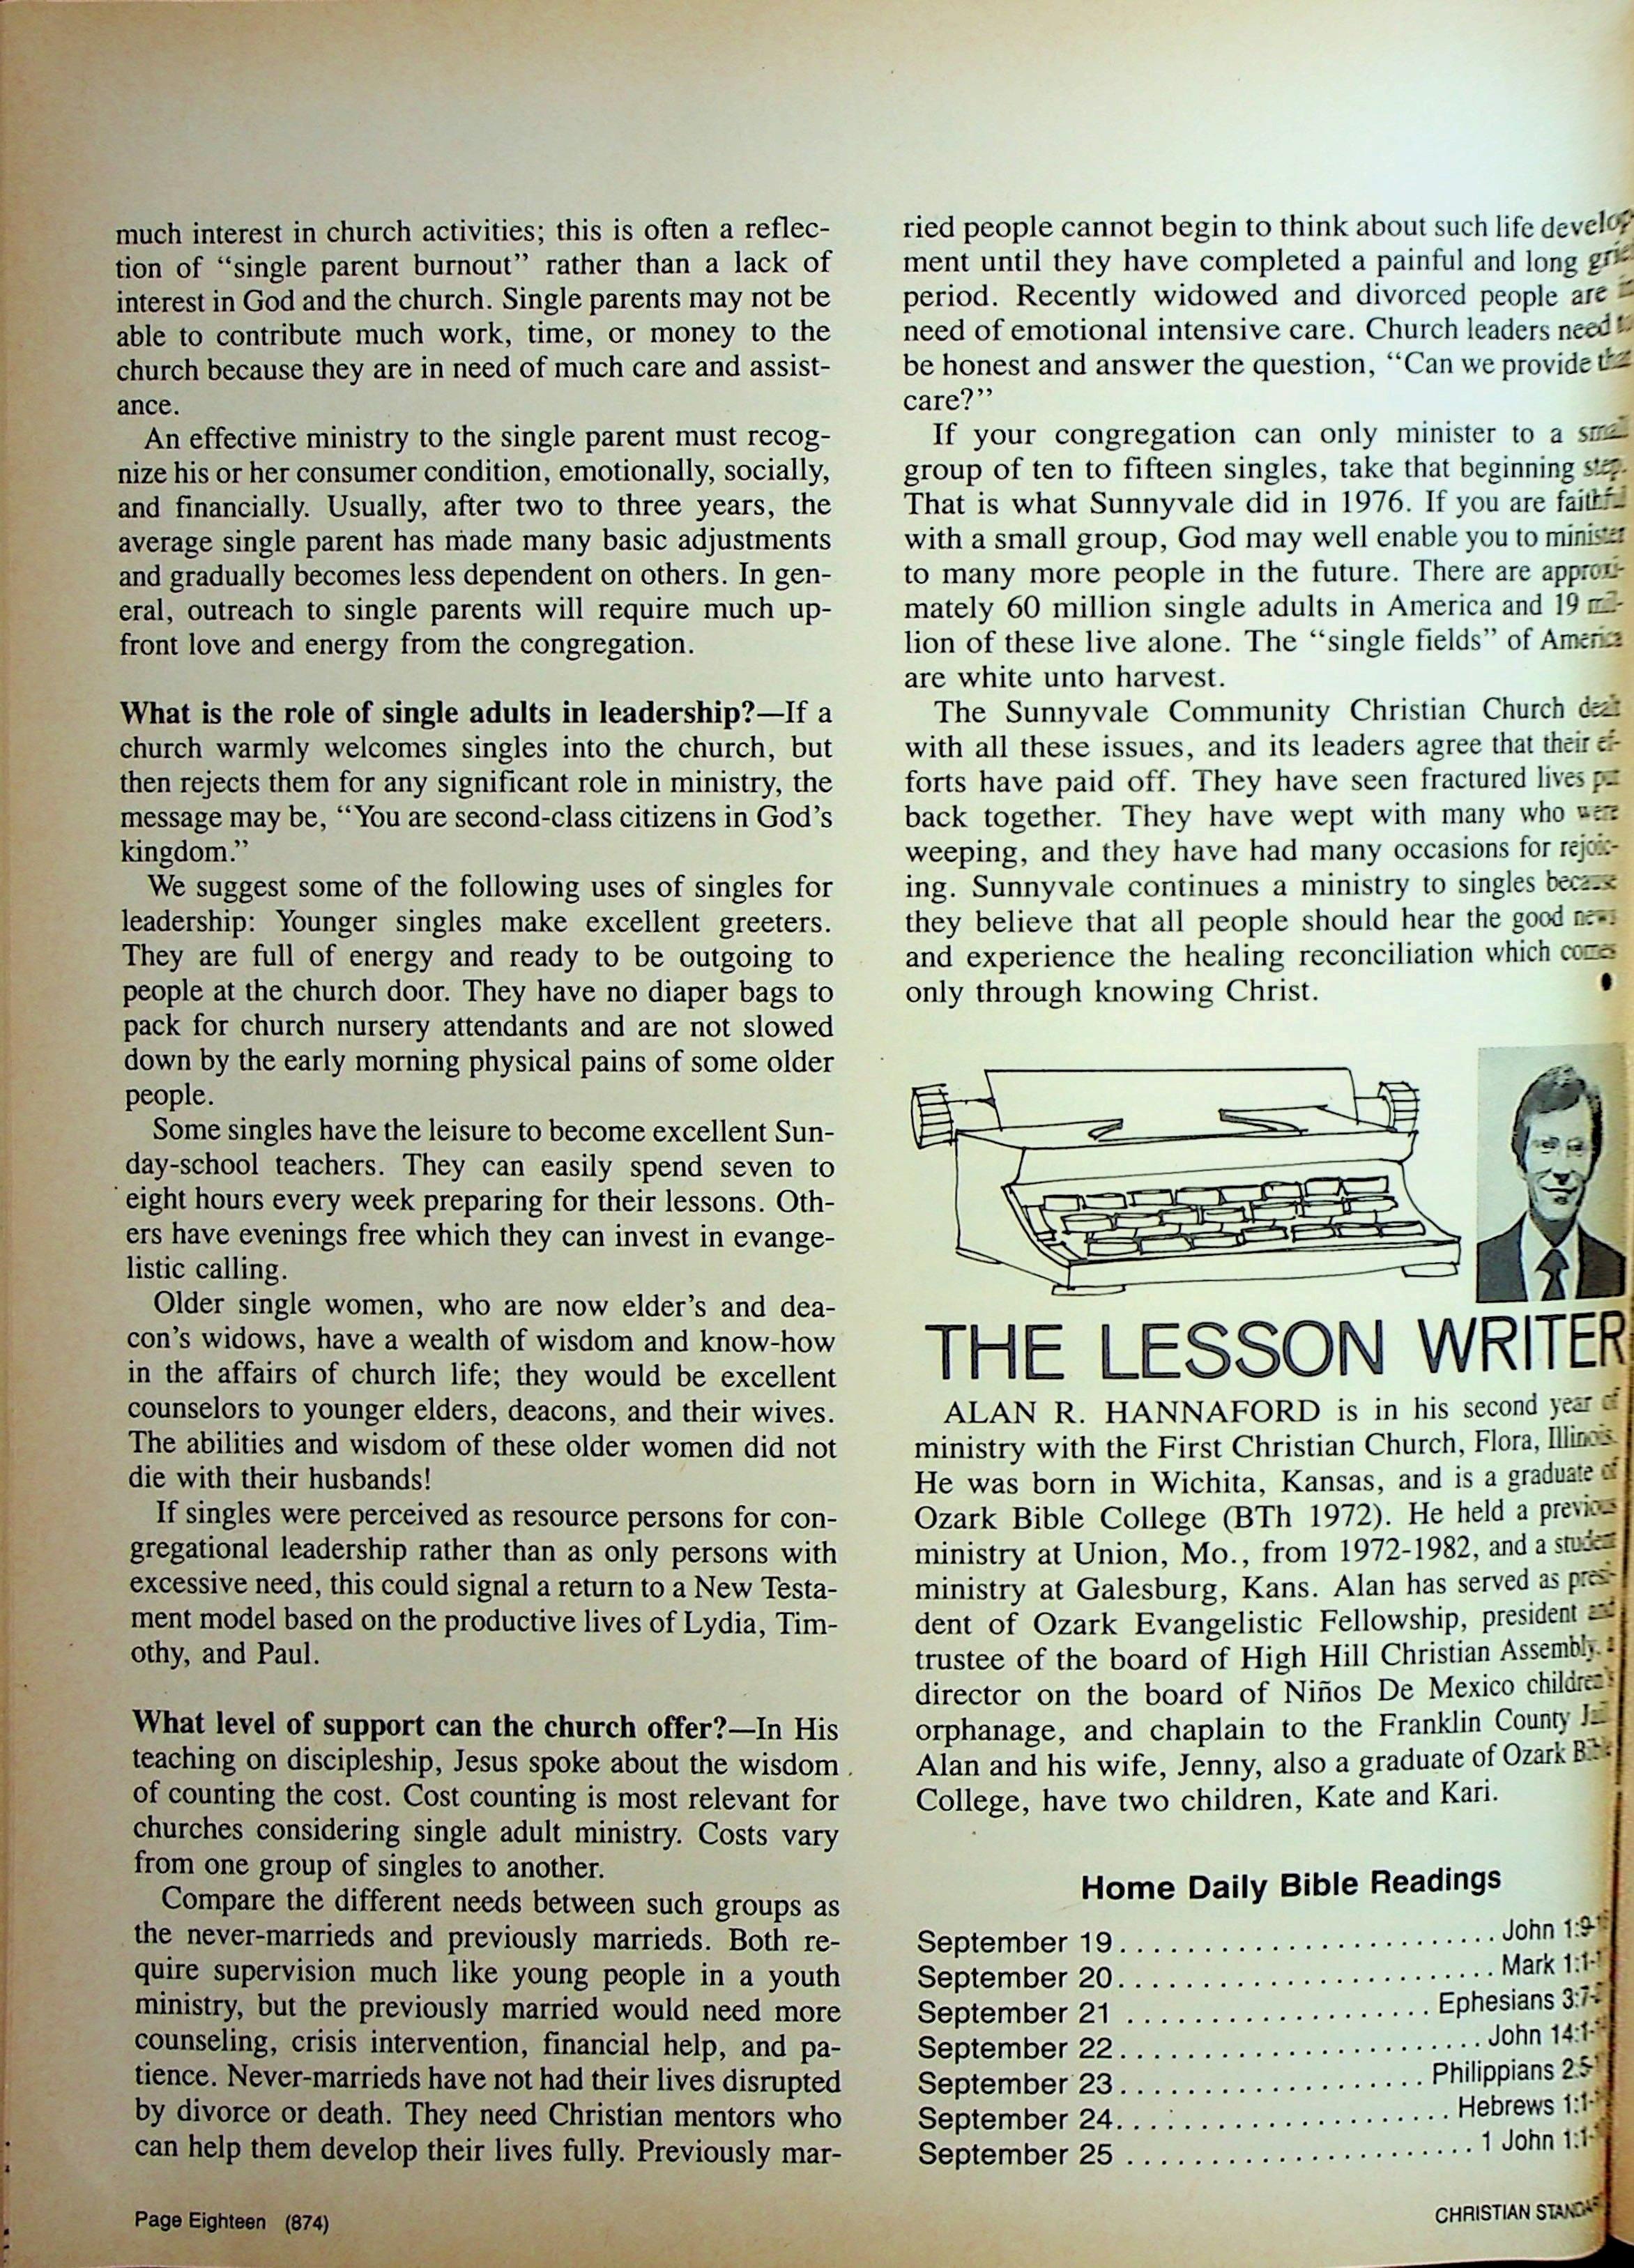 much interest in church activities; this is often a reflec-
tion of “single parent burnout” rather than a lack of
interest in God and the church. Single parents may not be
able to contribute much work, time, or money to the
church because they are in need of much care and assist-
ance.
An effective ministry to the single parent must recog-
nize his or her consumer condition, emotionally, socially,
and financially. Usually, after two to three years, the
average single parent has made many basic adjustments
and gradually becomes less dependent on others. In gen-
eral, outreach to single parents will require much up-
front love and energy from the congregation.
What is the role of single adults in leadership?—If a
church warmly welcomes singles into the church, but
then rejects them for any significant role in ministry, the
message may be, “You are second-class citizens in God’s
kingdom.”
We suggest some of the following uses of singles for
leadership: Younger singles make excellent greeters.
They are full of energy and ready to be outgoing to
people at the church door. They have no diaper bags to
pack for church nursery attendants and are not slowed
down by the early morning physical pains of some older
people.
Some singles have the leisure to become excellent Sun-
day-school teachers. They can easily spend seven to
eight hours every week preparing for their lessons. Oth-
ers have evenings free which they can invest in evange-
listic calling.
Older single women, who are now elder’s and dea-
con’s widows, have a wealth of wisdom and know-how
in the affairs of church life; they would be excellent
counselors to younger elders, deacons, and their wives.
The abilities and wisdom of these older women did not
die with their husbands!
If singles were perceived as resource persons for con-
gregational leadership rather than as only persons with
excessive need, this could signal a return to a New Testa-
ment model based on the productive lives of Lydia, Tim-
othy, and Paul.
What level of support can the church offer?—In His
teaching on discipleship, Jesus spoke about the wisdom
of counting the cost. Cost counting is most relevant for
churches considering single adult ministry. Costs vary
from one group of singles to another.
Compare the different needs between such groups as
the never-marrieds and previously marrieds. Both re-
quire supervision much like young people in a youth
ministry, but the previously married would need more
counseling, crisis intervention, financial help, and pa-
tience. Never-marrieds have not had their lives disrupted
by divorce or death. They need Christian mentors who
can help them develop their lives fully. Previously mar-
ried people cannot begin to think about such life develop-
ment until they have completed a painful and long grief
period. Recently widowed and divorced people are in
need of emotional intensive care. Church leaders need to
be honest and answer the question, “Can we provide that
care?”
If your congregation can only minister to a small
group of ten to fifteen singles, take that beginning step.
That is what Sunnyvale did in 1976. If you are faithful
with a small group, God may well enable you to minister
to many more people in the future. There are approxi-
mately 60 million single adults in America and 19 mil-
lion of these live alone. The “single fields” of America
are white unto harvest.
The Sunnyvale Community Christian Church dealt
with all these issues, and its leaders agree that their ef-
forts have paid off. They have seen fractured lives put
back together. They have wept with many who were
weeping, and they have had many occasions for rejoic-
ing. Sunnyvale continues a ministry to singles because
they believe that all people should hear the good news
and experience the healing reconciliation which comes
only through knowing Christ.
THE LESSON WRITER
ALAN R. HANNAFORD is in his second year of
ministry with the First Christian Church, Flora, Illinois.
He was born in Wichita, Kansas, and is a graduate of
Ozark Bible College (BTh 1972). He held a previous
ministry at Union, Mo., from 1972-1982, and a student
ministry at Galesburg, Kans. Alan has served as presi-
dent of Ozark Evangelistic Fellowship, president and
trustee of the board of High Hill Christian Assembly, a
director on the board of Niños De Mexico children’s
orphanage, and chaplain to the Franklin County Jail.
Alan and his wife, Jenny, also a graduate of Ozark Bible
College, have two children, Kate and Kari.
Home Daily Bible Readings
September 19 . . . . . . . . . . . . . . . . . . . . . . . . John
September 20 . . . . . . . . . . . . . . . . . . . . . . . . Mark
September 21 . . . . . . . . . . . . . . . . . . . Ephesians
September 22 . . . . . . . . . . . . . . . . . . . . . . . John
September 23 . . . . . . . . . . . . . . . . . . . Philippians
September 24 . . . . . . . . . . . . . . . . . . . . . Hebrews
September 25 . . . . . . . . . . . . . . . . . . . . . . 1 John
Page Eighteen (874)
CHRISTIAN